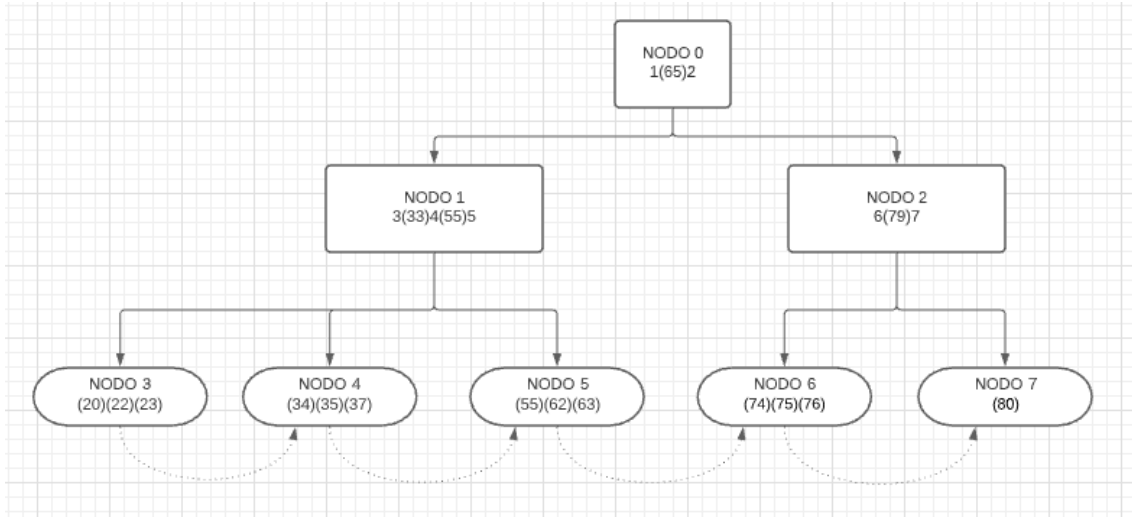 NODO 0
1(65)2
NODO 1
3(33)4(55)5
NODO 2
6(79)7
NODO 3
(20)(22)(23)
NODO 4
(34)(35)(37)
NODO 5
(55)(62)(63)
NODO 6
(74)(75)(76)
NODO 7
(80)